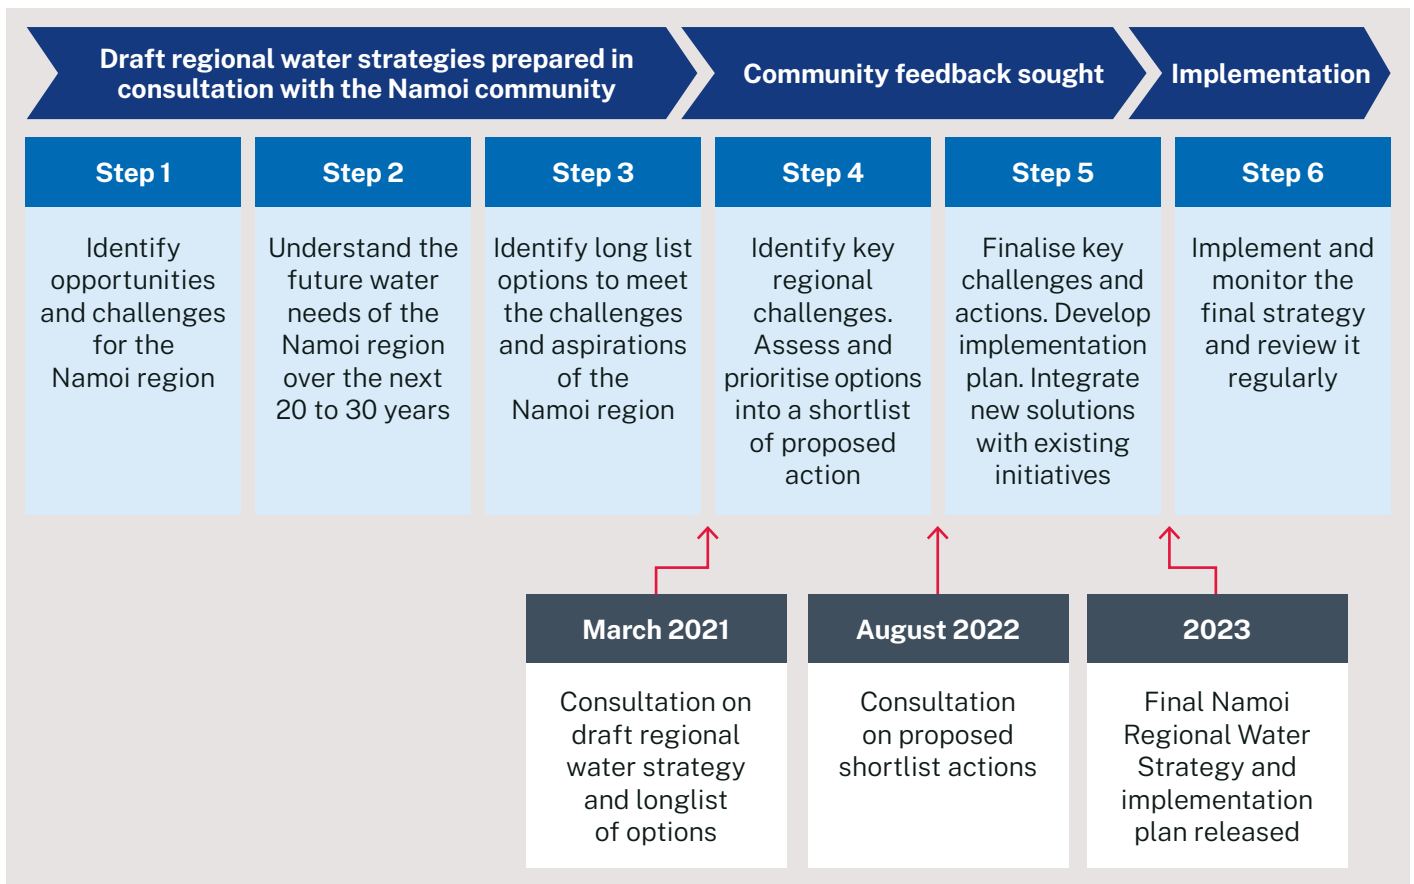 Draft regional water strategies prepared in
consultation with the Namoi community
Community feedback sought
Implementation
Step 1
Identify
opportunities
and challenges
for the
Namoi region
Step 2
Understand the
future water
needs of the
Namoi region
over the next
20 to 30 years
Step 3
Identify long list
options to meet
the challenges
and aspirations
of the
Namoi region
Step 4
Identify key
regional
challenges.
Assess and
prioritise options
into a shortlist
of proposed
action
Step 5
Finalise key
challenges and
actions. Develop
implementation
plan. Integrate
new solutions
with existing
initiatives
Step 6
Implement and
monitor the
final strategy
and review it
regularly
March 2021
Consultation on
draft regional
water strategy
and longlist
of options
August 2022
Consultation
on proposed
shortlist actions
2023
Final Namoi
Regional Water
Strategy and
implementation
plan released